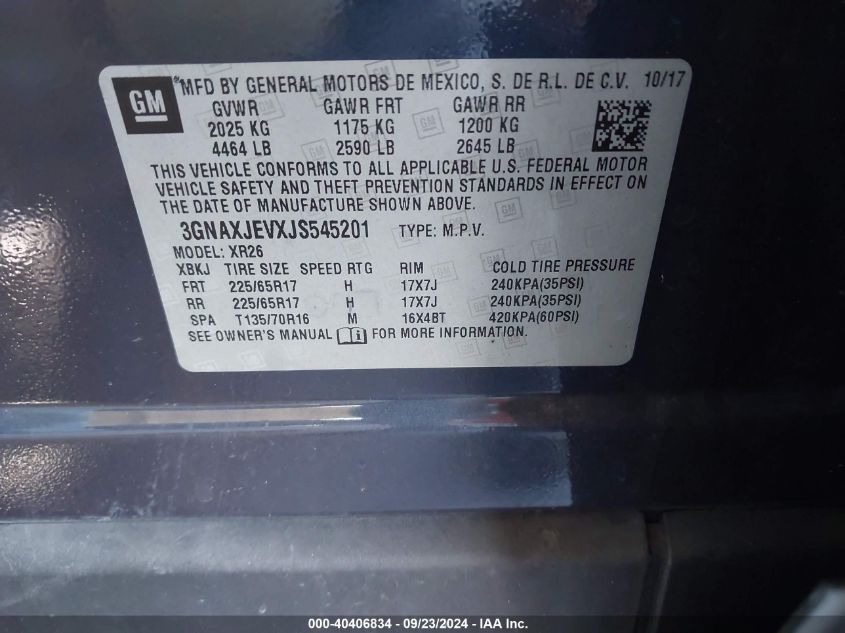 GM
*MFD BY GENERAL MOTORS DE MEXICO, S. DE R.L. DE C.V. 10/17
GVWR GAWR FRT GAWR RR
2025 KG 1175 KG 1200 KG
4464 LB 2590 LB 2645 LB
THIS VEHICLE CONFORMS TO ALL APPLICABLE U.S. FEDERAL MOTOR
VEHICLE SAFETY AND THEFT PREVENTION STANDARDS IN EFFECT ON
THE DATE OF MANUFACTURE SHOWN ABOVE.
3GNAXJEVXJS545201 TYPE: M.P.V.
MODEL: XR26
XBKJ TIRE SIZE SPEED RTG RIM COLD TIRE PRESSURE
FRT 225/65R17 H 17X7J 240KPA(35PSI)
RR 225/65R17 H 17X7J 240KPA(35PSI)
SPA T135/70R16 M 16X4BT 420KPA(60PSI)
SEE OWNER'S MANUAL FOR MORE INFORMATION.
000-40406834 - 09/23/2024 - IAA Inc.